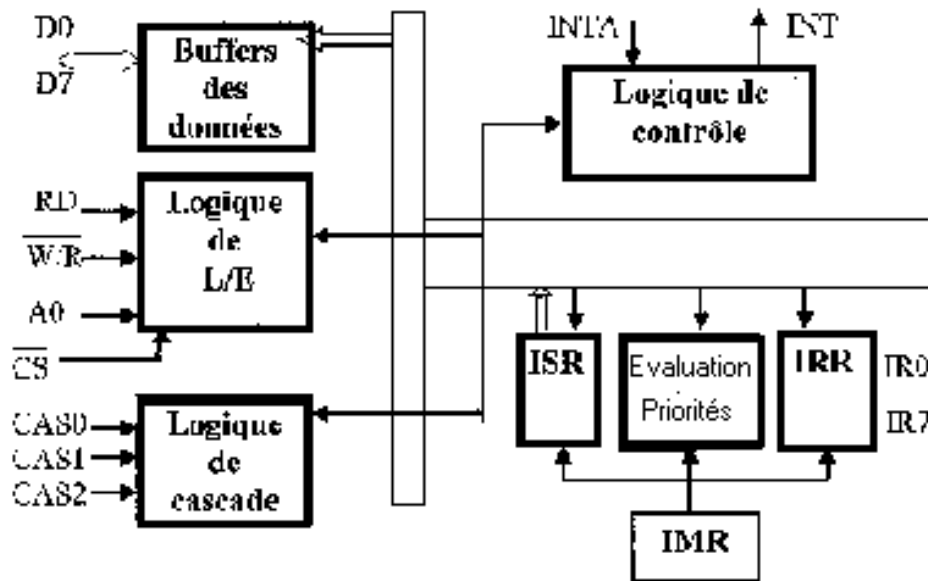 D0
D7
Buffers
des
données
INTA
INT
Logique de
contrôle
RD
W/R
A0
CS
Logique
de
L/E
CAS0
CAS1
CAS2
Logique
de
cascade
ISR
Evaluation
Priorités
IRR
IR0
IR7
IMR